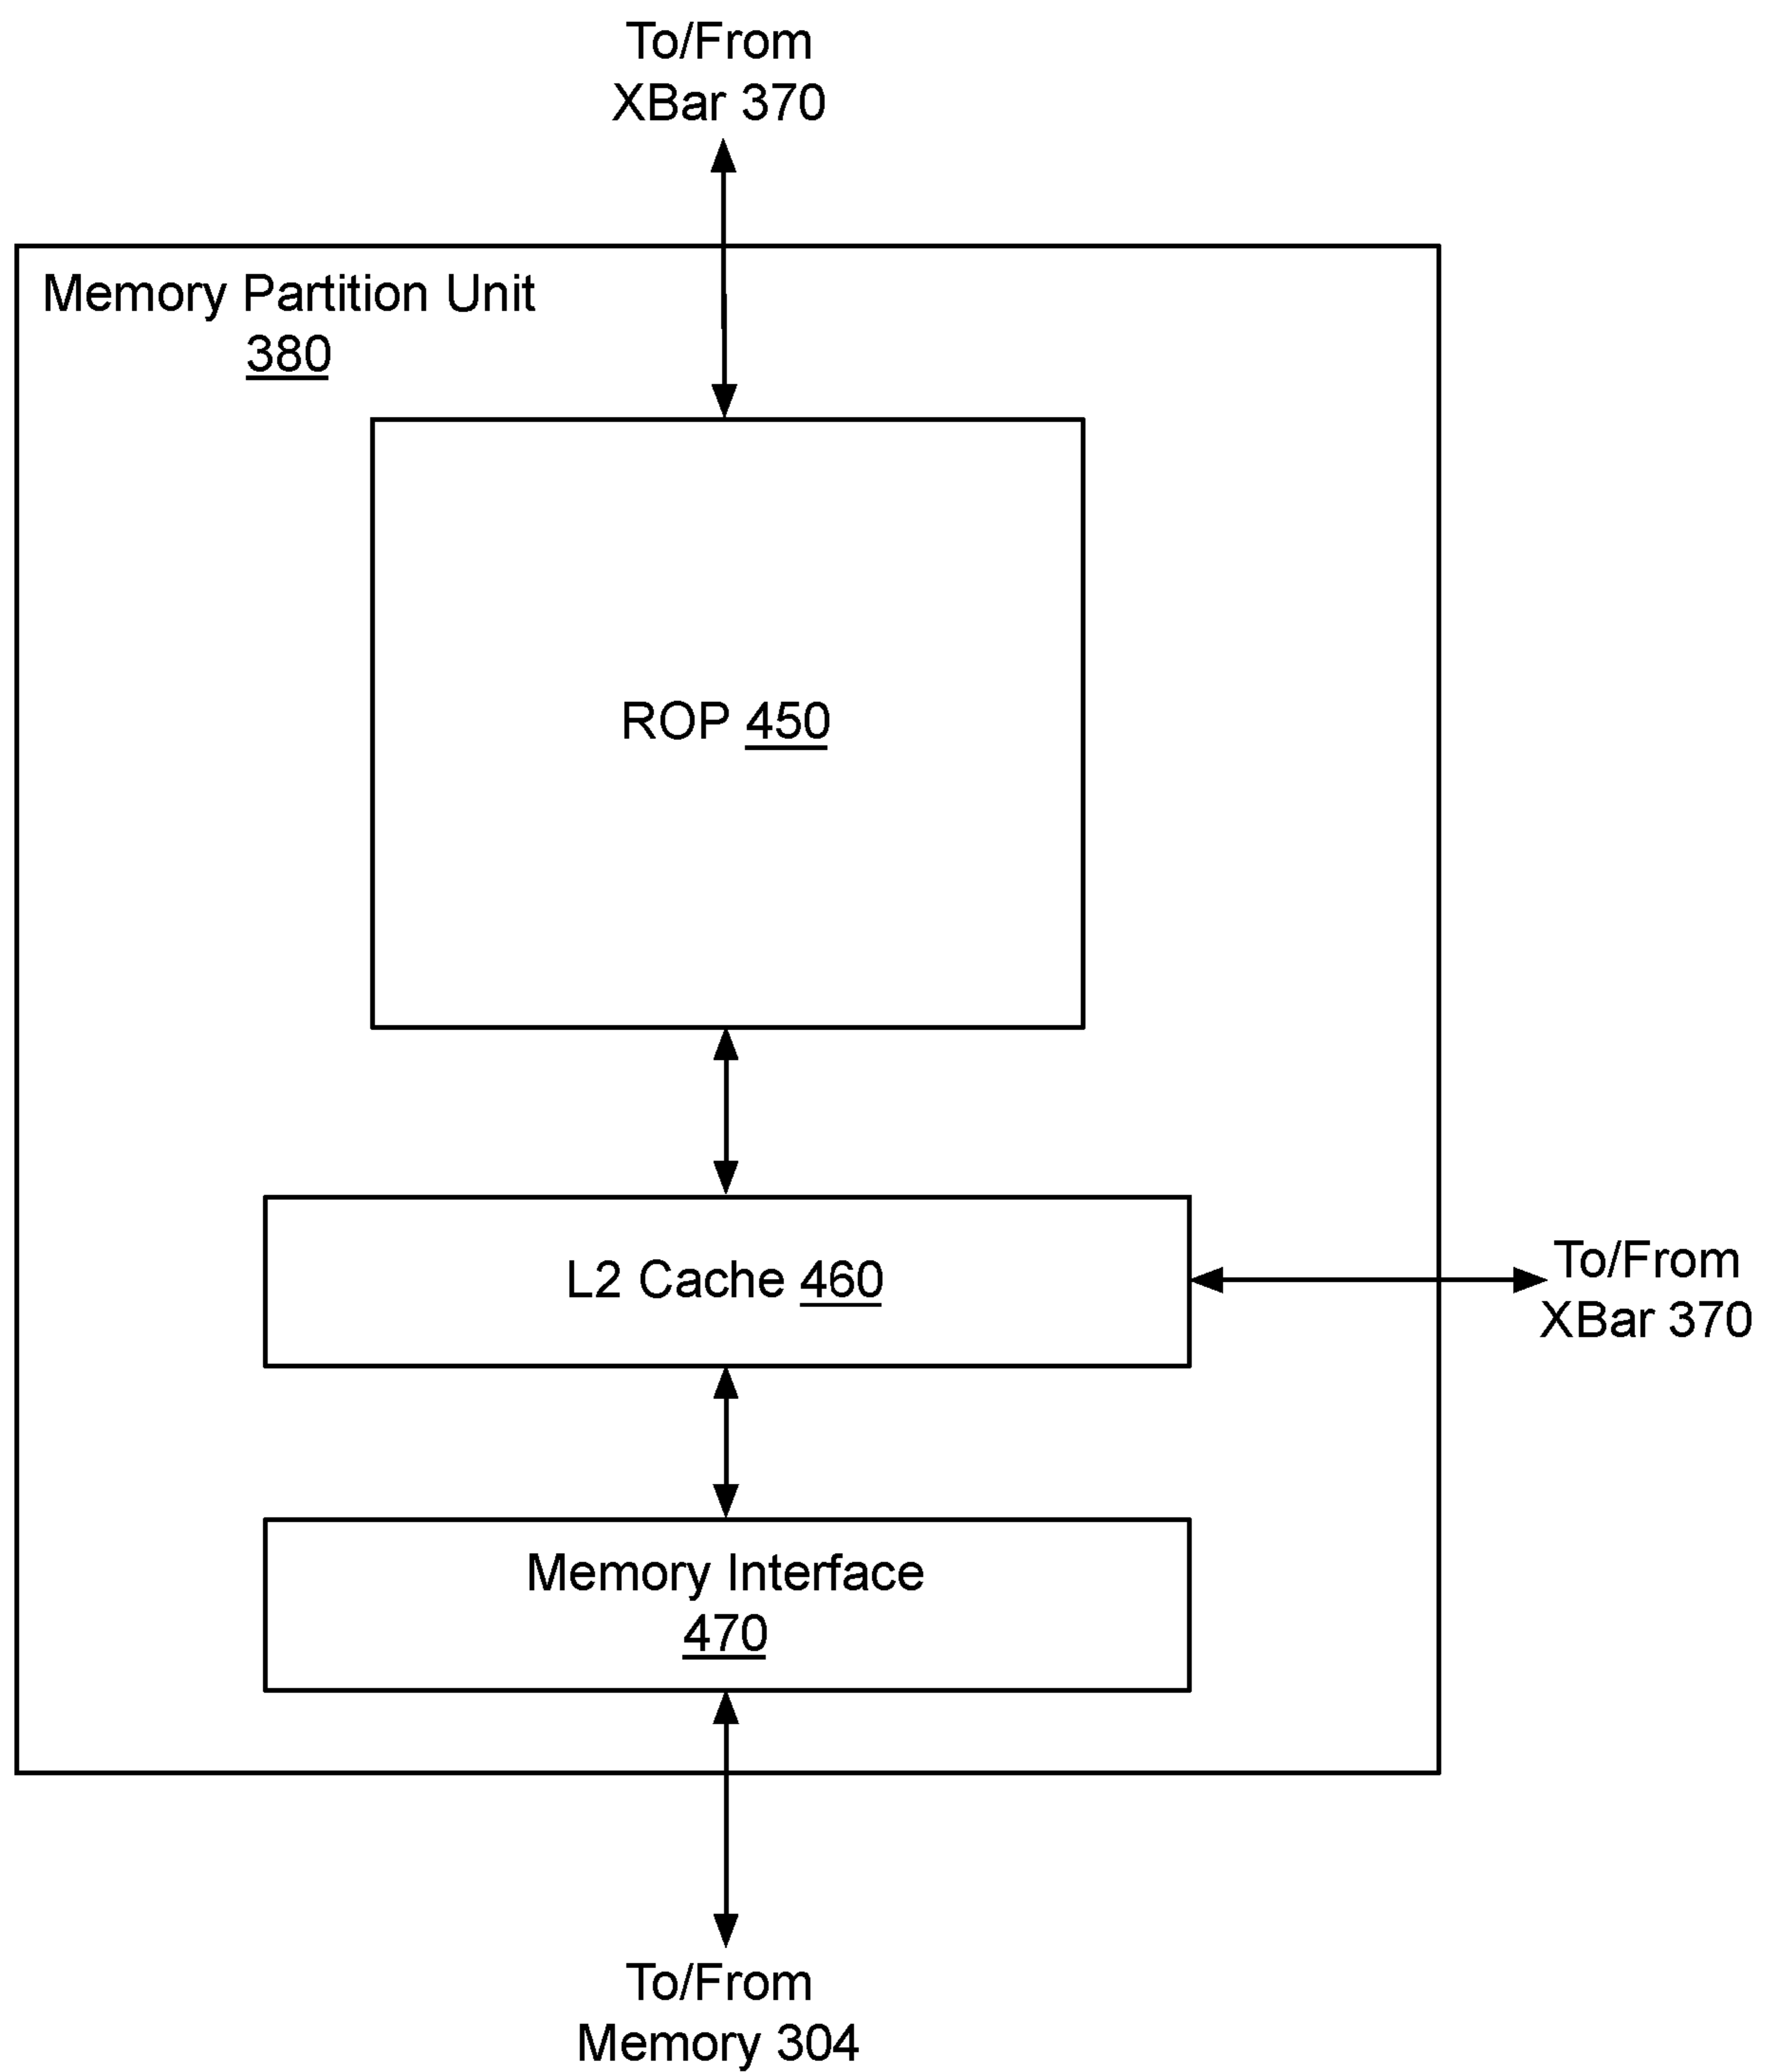 To/From
XBar 370
Memory Partition Unit
380
ROP 450
L2 Cache 460
To/From
XBar 370
Memory Interface
470
To/From
Memory 304